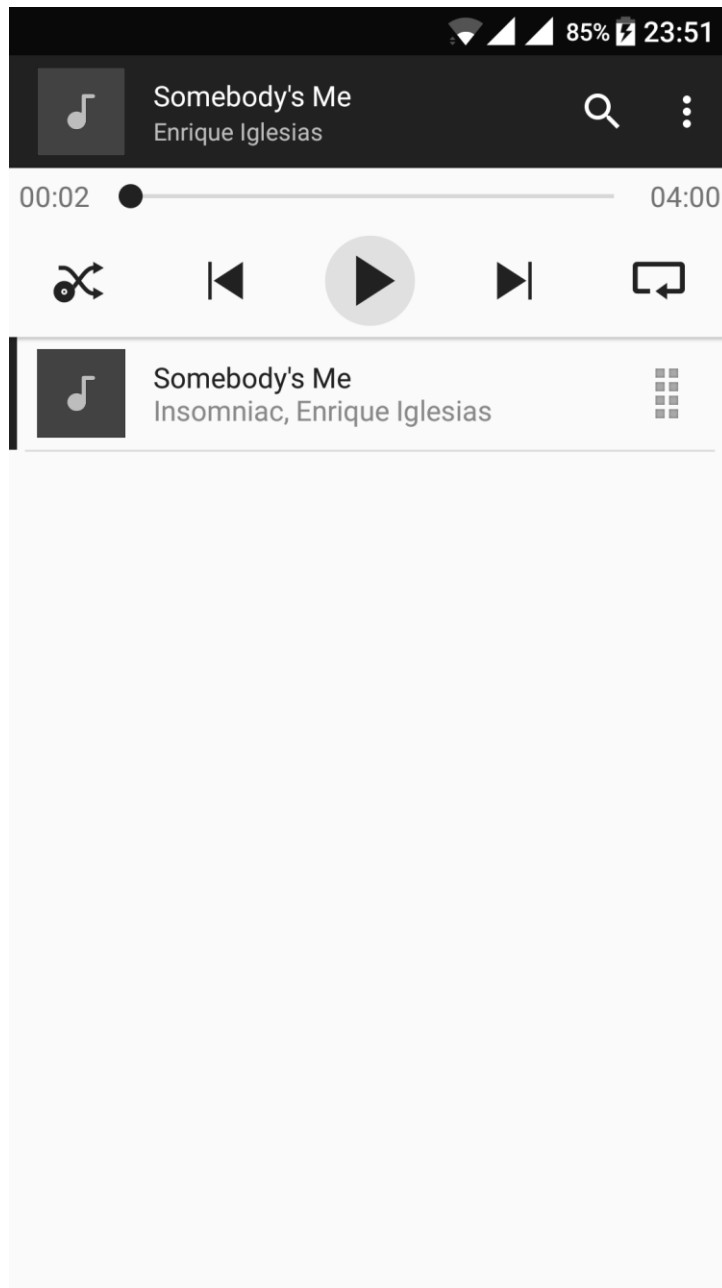 85% 23:51
Somebody's Me
Enrique Iglesias
00:02 04:00
Somebody's Me
Insomniac, Enrique Iglesias